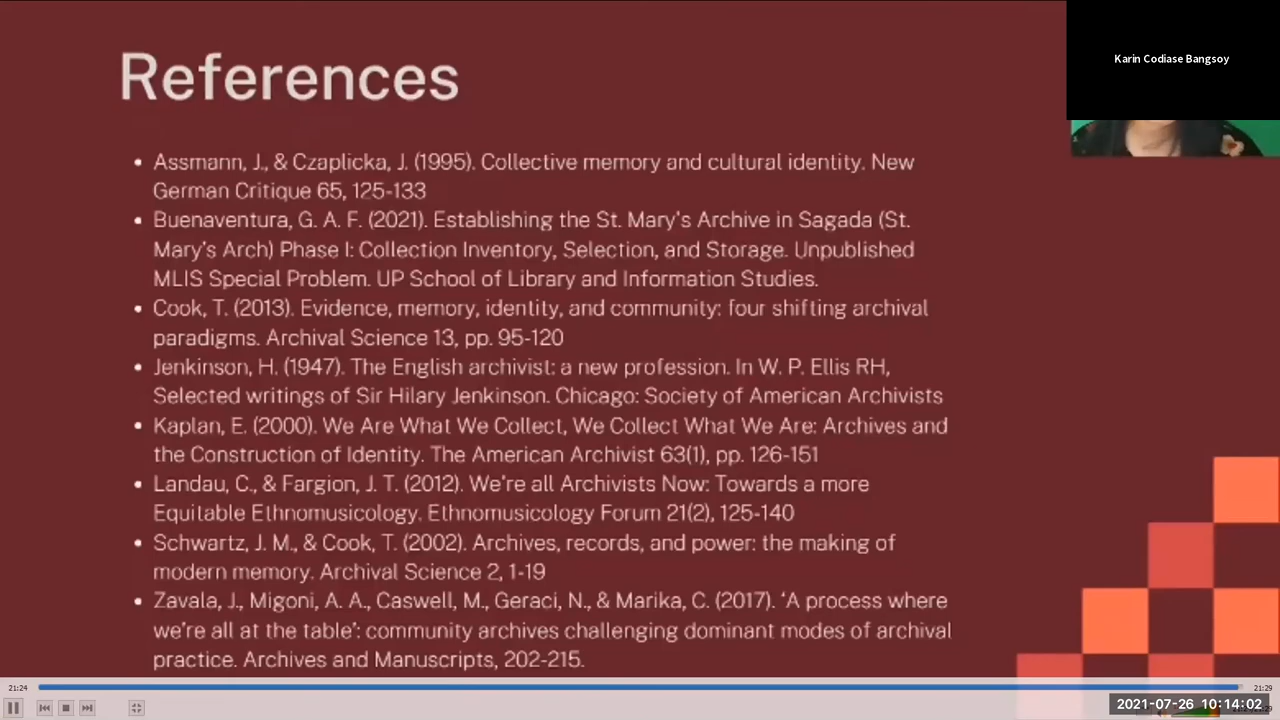 References
Karin Codiase Bangsoy
• Assmann, J., & Czaplicka, J. (1995). Collective memory and cultural identity. New
German Critique 65, 125-133
• Buenaventura, G. A. F. (2021). Establishing the St. Mary's Archive in Sagada (St.
Mary's Arch) Phase I: Collection Inventory, Selection, and Storage. Unpublished
MLIS Special Problem. UP School of Library and Information Studies.
• Cook, T. (2013). Evidence, memory, identity, and community: four shifting archival
paradigms. Archival Science 13, pp. 95-120
• Jenkinson, H. (1947). The English archivist: a new profession. In W. P. Ellis RH,
Selected writings of Sir Hilary Jenkinson. Chicago: Society of American Archivists
• Kaplan, E. (2000). We Are What We Collect, We Collect What We Are: Archives and
the Construction of Identity. The American Archivist 63(1), pp. 126-151
• Landau, C., & Fargion, J. T. (2012). We're all Archivists Now: Towards a more
Equitable Ethnomusicology. Ethnomusicology Forum 21(2), 125-140
• Schwartz, J. M., & Cook, T. (2002). Archives, records, and power: the making of
modern memory. Archival Science 2, 1-19
• Zavala, J., Migoni, A. A., Caswell, M., Geraci, N., & Marika, C. (2017). 'A process where
we're all at the table': community archives challenging dominant modes of archival
practice. Archives and Manuscripts, 202-215.
21:24
21:29
2021-07-26 10:14:02